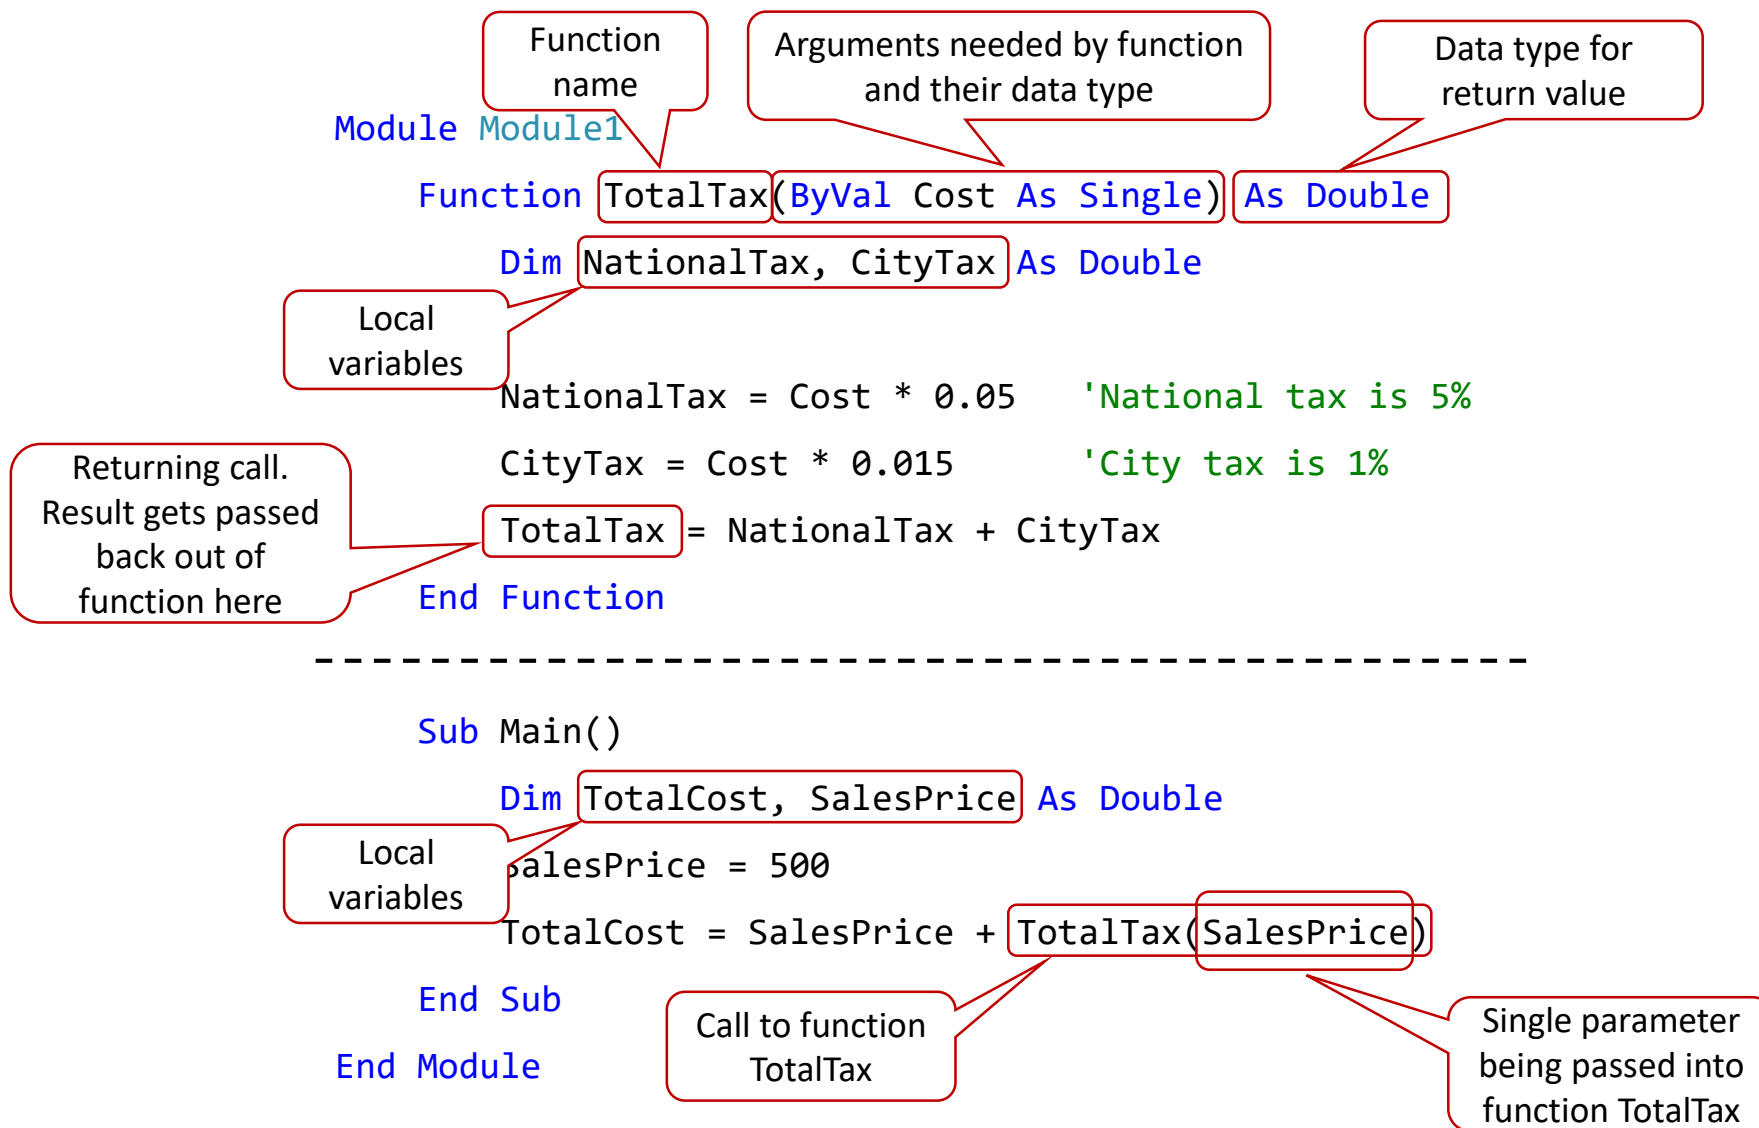 Function
name
Arguments needed by function
and their data type
Data type for
return value
Module Module1
Function TotalTax(ByVal Cost As Single) As Double
Dim NationalTax, CityTax As Double
Local
variables
NationalTax = Cost * 0.05 'National tax is 5%
CityTax = Cost * 0.015 'City tax is 1%
Returning call.
Result gets passed
back out of
function here
TotalTax = NationalTax + CityTax
End Function
Sub Main()
Dim TotalCost, SalesPrice As Double
Local
variables
SalesPrice = 500
TotalCost = SalesPrice + TotalTax(SalesPrice)
End Sub
Call to function
TotalTax
Single parameter
being passed into
function TotalTax
End Module